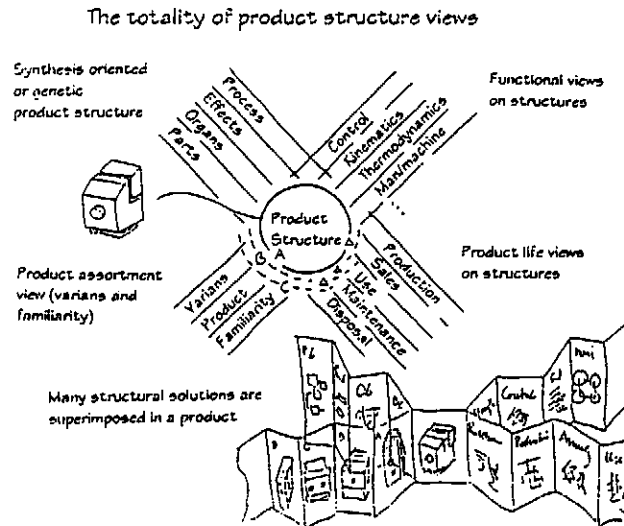 The totality of product structure views
Synthesis oriented
or genetic
product structure
Process
Effects
Organs
Parts
Functional views
on structures
Control
Kinematics
Thermodynamics
Man/machine
...
Product
Structure
A
B
C
Product assortment
view (varians and
familiarity)
Varians
Product
Familiarity
Product life views
on structures
Production
Sales
Use
Maintenance
Disposal
Many structural solutions are
superimposed in a product